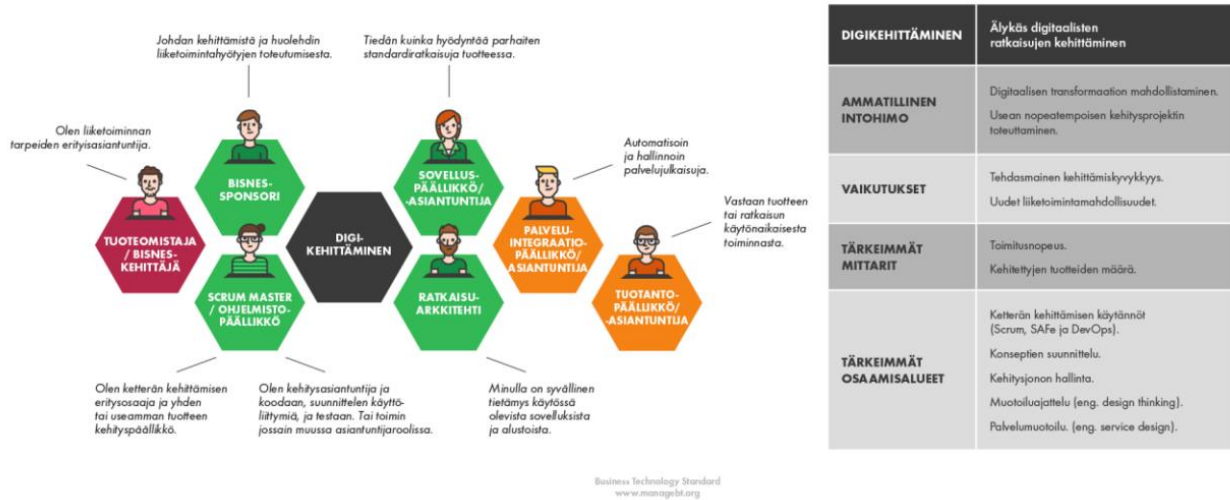 Johdan kehittämistä ja huolehdin
liiketoimintahyötyjen toteutumisesta.
Tiedän kuinka hyödyntää parhaiten
standardiratkaisuja tuotteessa.
Olen liiketoiminnan
tarpeiden erityisasiantuntija.
Automatisoin
ja hallinnoin
palvelujulkaisuja.
Vastaan tuotteen
tai ratkaisun
käytönaikaisesta
toiminnasta.
BISNES-
SPONSORI
SOVELLUS-
PÄÄLLIKKÖ/
-ASIANTUNTIJA
TUOTEOMISTAJA
/ BISNES-
KEHITTÄJÄ
DIGI-
KEHITTÄMINEN
PALVELU-
INTEGRAATIO-
PÄÄLLIKKÖ/
ASIANTUNTIJA
SCRUM MASTER
/ OHJELMISTO-
PÄÄLLIKKÖ
RATKAISU-
ARKKITEHTI
TUOTANTO-
PÄÄLLIKKÖ/
-ASIANTUNTIJA
Olen ketterän kehittämisen
eritysosaaja ja yhden
tai useamman tuotteen
kehityspäällikkö.
Olen kehitysasiantuntija ja
koodaan, suunnittelen käyttö-
liittymiä, ja testaan. Tai toimin
jossain muussa asiantuntijaroolissa.
Minulla on syvällinen
tietämys käytössä
olevista sovelluksista
ja alustoista.
DIGIKEHITTÄMINEN
Älykäs digitaalisten
ratkaisujen kehittäminen
AMMATILLINEN
INTOHIMO
Digitaalisen transformaation mahdollistaminen.
Usean nopeatempoisen kehitysprojektin
toteuttaminen.
VAIKUTUKSET
Tehdasmainen kehittämiskyvykkyys.
Uudet liiketoimintamahdollisuudet.
TÄRKEIMMÄT
MITTARIT
Toimitusnopeus.
Kehitettyjen tuotteiden määrä.
TÄRKEIMMÄT
OSAAMISALUEET
Ketterän kehittämisen käytännöt
(Scrum, SAFe ja DevOps).
Konseptien suunnittelu.
Kehitysjonon hallinta.
Muotoiluajattelu (eng. design thinking).
Palvelumuotoilu. (eng. service design).
Business Technology Standard
www.managebt.org